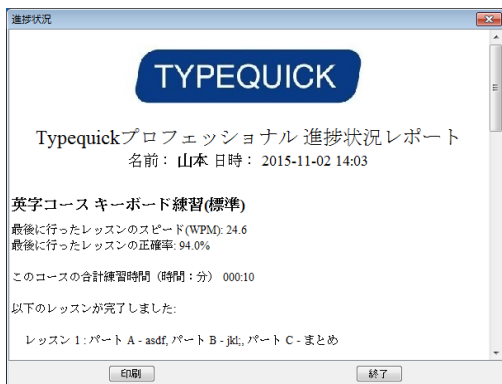 進捗状況
TYPEQUICK
Typequickプロフェッショナル 進捗状況レポート
名前： 山本 日時： 2015-11-02 14:03
英字コース キーボード練習(標準)
最後に行ったレッスンのスピード(WPM): 24.6
最後に行ったレッスンの正確率: 94.0%
このコースの合計練習時間（時間：分） 000:10
以下のレッスンが完了しました:
レッスン 1 : パート A - asdf, パート B - jkl;, パート C - まとめ
印刷 終了